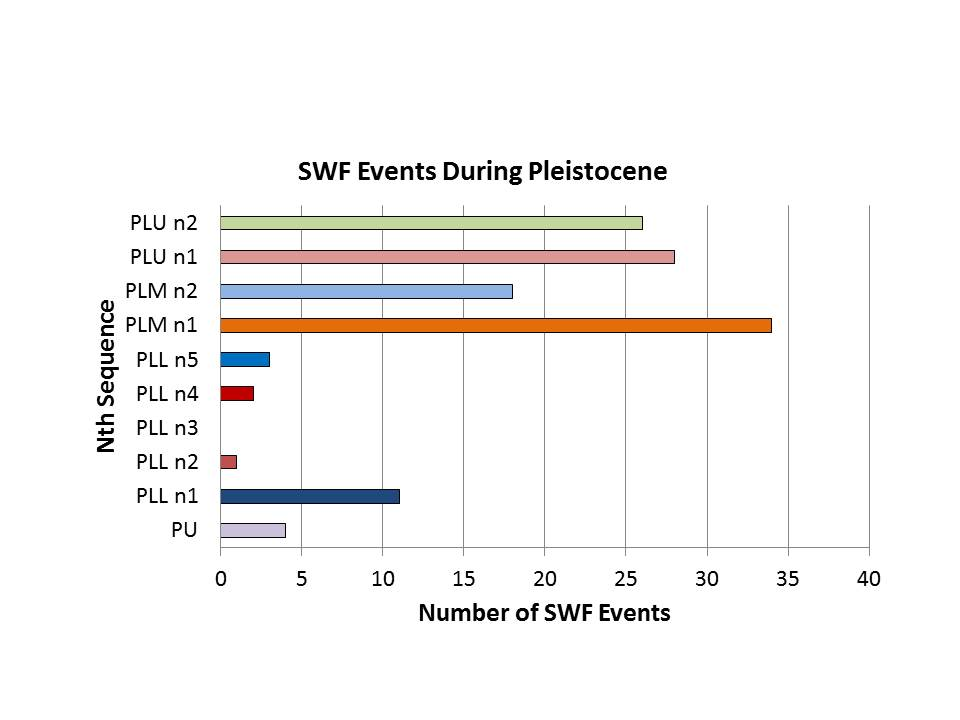 SWF Events During Pleistocene
Nth Sequence
PLU n2
PLU n1
PLM n2
PLM n1
PLL n5
PLL n4
PLL n3
PLL n2
PLL n1
PU
0 5 10 15 20 25 30 35 40
Number of SWF Events